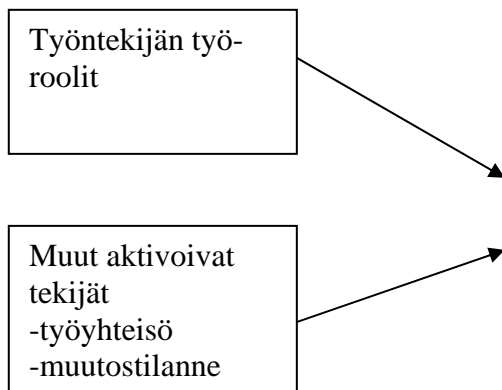 Työntekijän työ-
roolit
Muut aktivoivat
tekijät
-työyhteisö
-muutostilanne